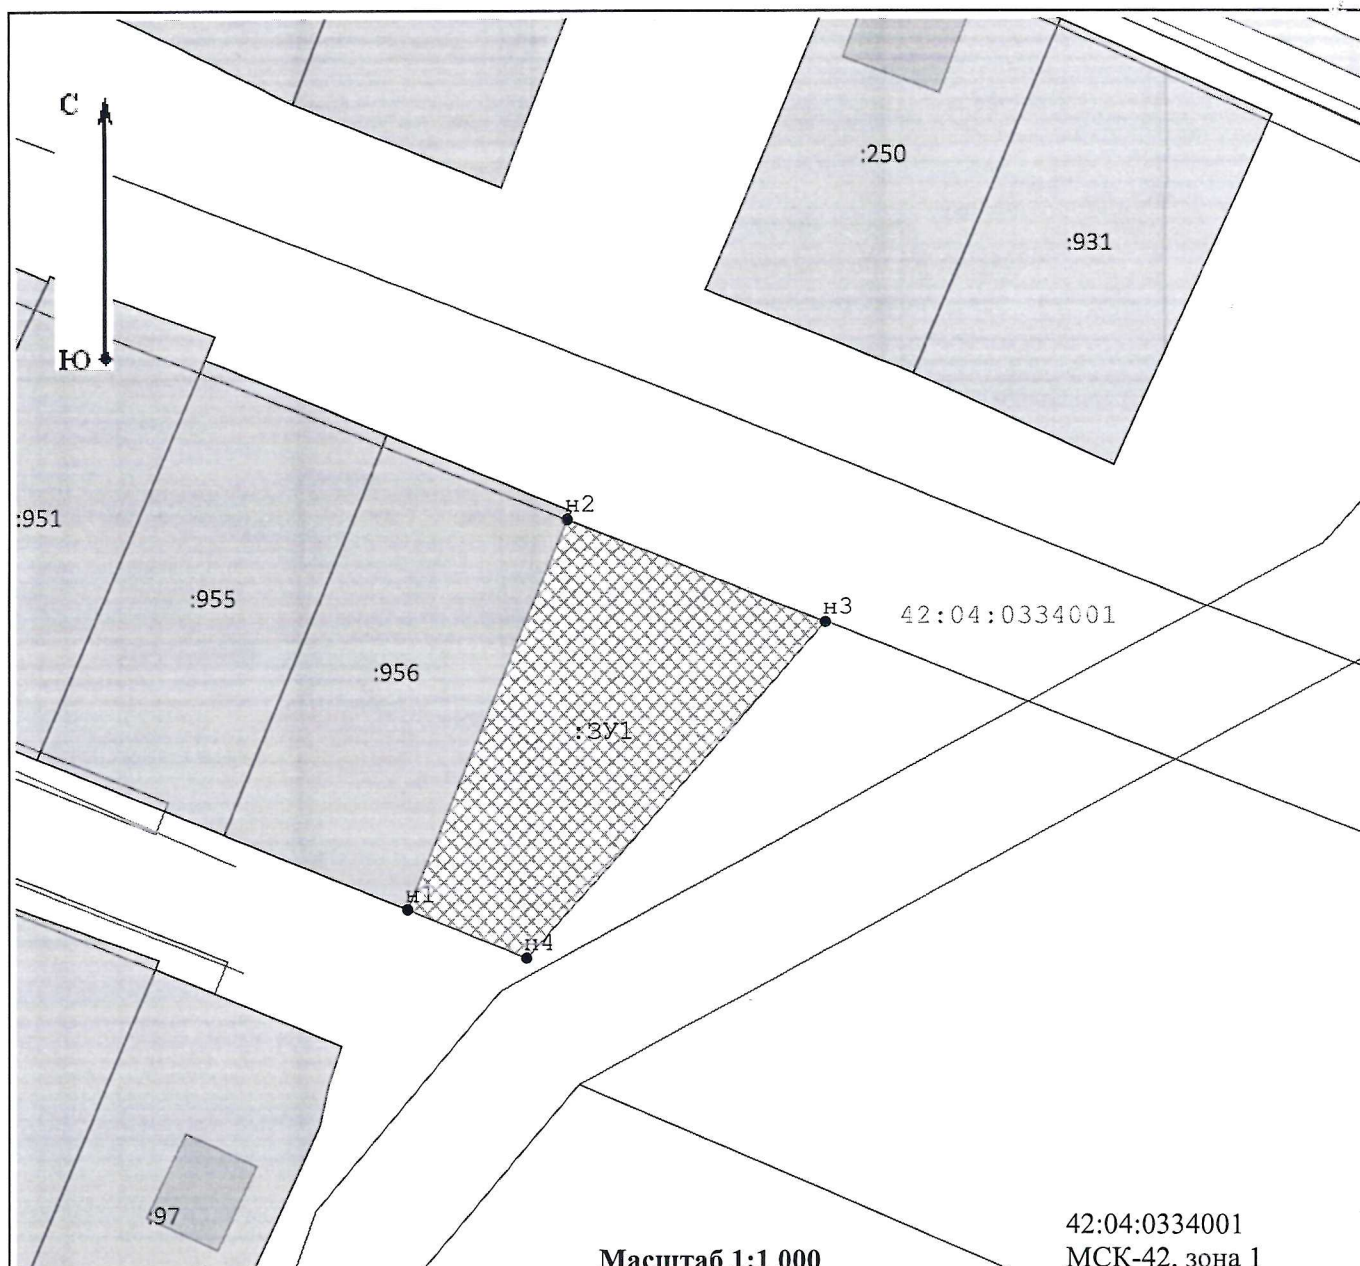 С
:250
:931
Ю
н2
:951
:955
н3
42:04:0334001
:956
:ЗУ1
н1
н4
:97
42:04:0334001
Масштаб 1:1 000
МСК-42, зона 1